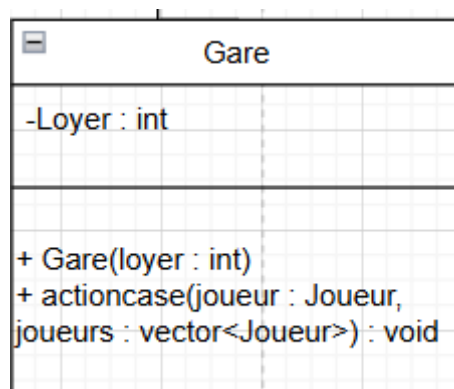 Gare
-Loyer : int
+ Gare(loyer : int)
+ actioncase(joueur : Joueur,
joueurs : vector<Joueur>) : void